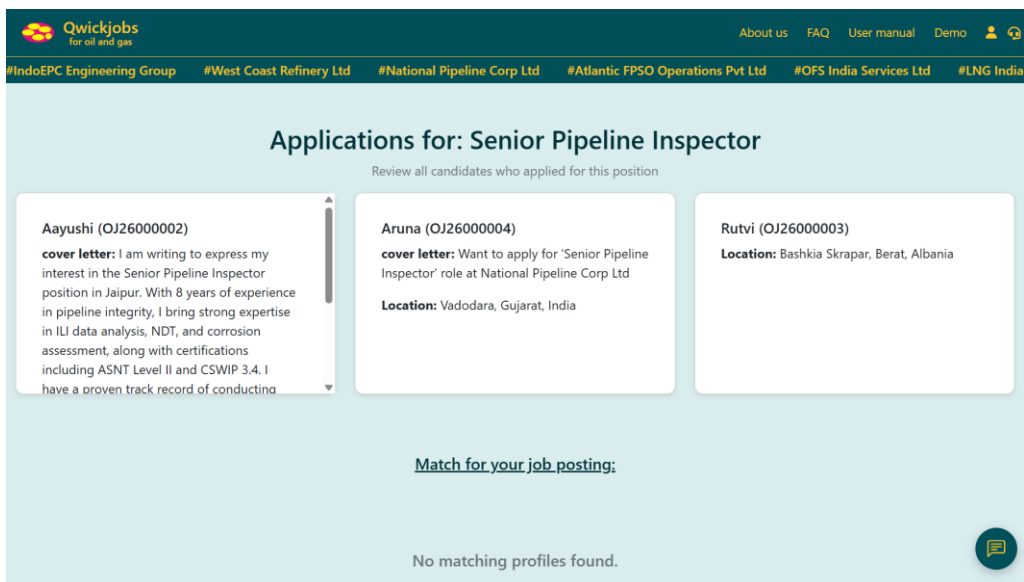 Qwickjobs
for oil and gas
About us FAQ User manual Demo
#IndoEPC Engineering Group #West Coast Refinery Ltd #National Pipeline Corp Ltd #Atlantic FPSO Operations Pvt Ltd #OFS India Services Ltd #LNG India
Applications for: Senior Pipeline Inspector
Review all candidates who applied for this position
Aayushi (OJ26000002)
cover letter: I am writing to express my
interest in the Senior Pipeline Inspector
position in Jaipur. With 8 years of experience
in pipeline integrity, I bring strong expertise
in ILI data analysis, NDT, and corrosion
assessment, along with certifications
including ASNT Level II and CSWIP 3.4. I
have a proven track record of conducting
Aruna (OJ26000004)
cover letter: Want to apply for 'Senior Pipeline
Inspector' role at National Pipeline Corp Ltd
Location: Vadodara, Gujarat, India
Rutvi (OJ26000003)
Location: Bashkia Skrapar, Berat, Albania
Match for your job posting:
No matching profiles found.